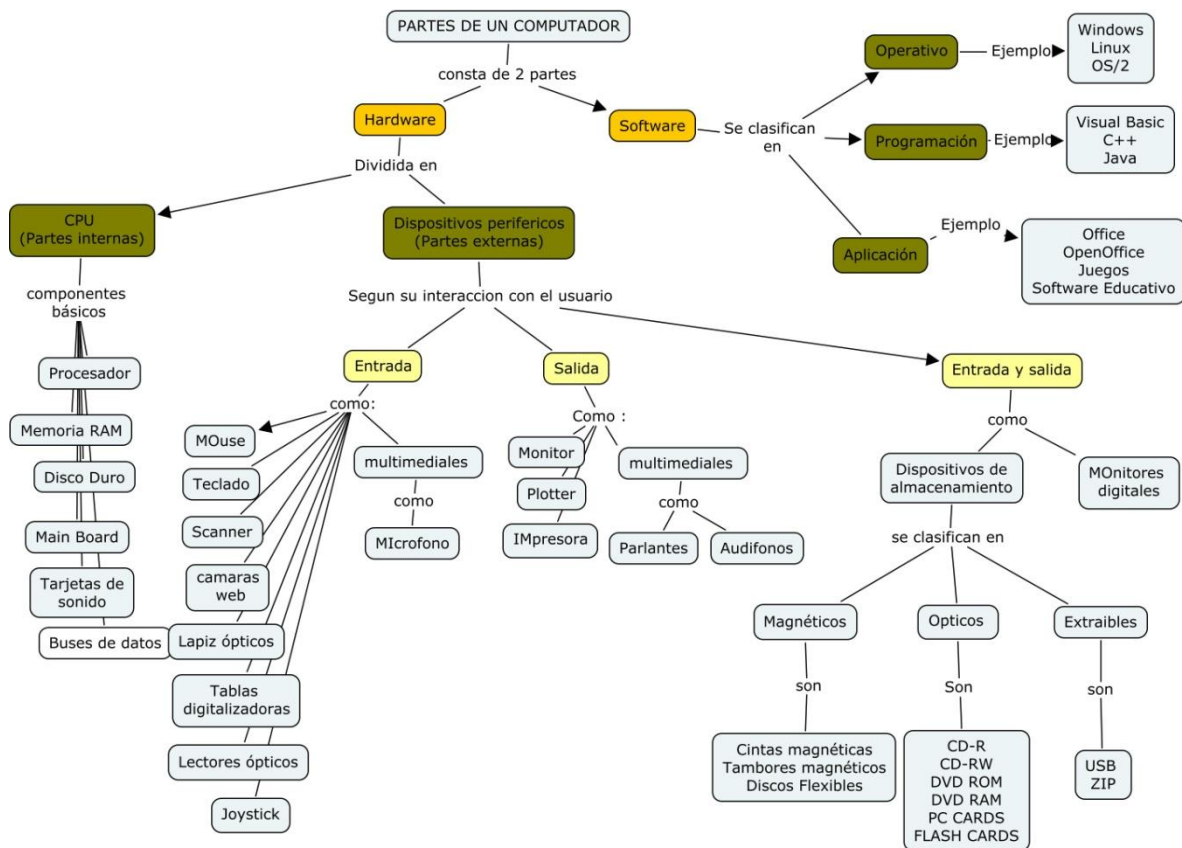 PARTES DE UN COMPUTADOR
consta de 2 partes
Hardware
Software
Se clasifican
en
Operativo
Ejemplo
Windows
Linux
OS/2
Programación
Ejemplo
Visual Basic
C++
Java
Aplicación
Ejemplo
Office
OpenOffice
Juegos
Software Educativo
Dividida en
CPU
(Partes internas)
Dispositivos perifericos
(Partes externas)
componentes
básicos
Procesador
Memoria RAM
Disco Duro
Main Board
Tarjetas de
sonido
Buses de datos
Segun su interaccion con el usuario
Entrada
como:
MOuse
Teclado
Scanner
camaras
web
Lapiz ópticos
Tablas
digitalizadoras
Lectores ópticos
Joystick
multimediales
como
MIcrofono
Salida
Como :
Monitor
Plotter
IMpresora
multimediales
como
Parlantes
Audifonos
Entrada y salida
como
Dispositivos de
almacenamiento
MOnitores
digitales
se clasifican en
Magnéticos
son
Cintas magnéticas
Tambores magnéticos
Discos Flexibles
Opticos
Son
CD-R
CD-RW
DVD ROM
DVD RAM
PC CARDS
FLASH CARDS
Extraibles
son
USB
ZIP